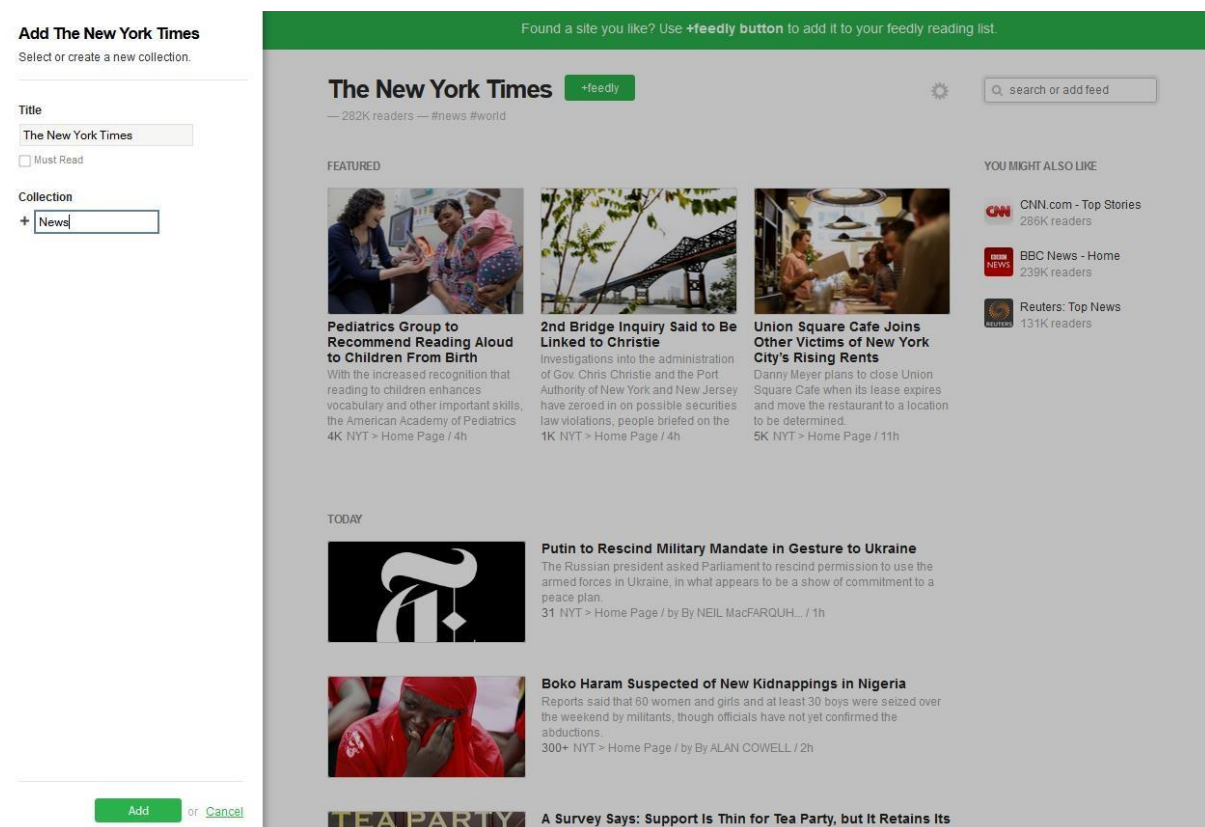 Add The New York Times
Select or create a new collection.
Title
The New York Times
Must Read
Collection
+ News
Add or Cancel
Found a site you like? Use +feedly button to add it to your feedly reading list.
The New York Times
+feedly
— 282K readers — #news #world
search or add feed
FEATURED
Pediatrics Group to
Recommend Reading Aloud
to Children From Birth
With the increased recognition that
reading to children enhances
vocabulary and other important skills,
the American Academy of Pediatrics
4K NYT > Home Page / 4h
2nd Bridge Inquiry Said to Be
Linked to Christie
Investigations into the administration
of Gov. Chris Christie and the Port
Authority of New York and New Jersey
have zeroed in on possible securities
law violations, people briefed on the
1K NYT > Home Page / 4h
Union Square Cafe Joins
Other Victims of New York
City's Rising Rents
Danny Meyer plans to close Union
Square Cafe when its lease expires
and move the restaurant to a location
to be determined.
5K NYT > Home Page / 11h
YOU MIGHT ALSO LIKE
CNN
CNN.com - Top Stories
286K readers
BBC
NEWS
BBC News - Home
239K readers
REUTERS
Reuters: Top News
131K readers
TODAY
Putin to Rescind Military Mandate in Gesture to Ukraine
The Russian president asked Parliament to rescind permission to use the
armed forces in Ukraine, in what appears to be a show of commitment to a
peace plan.
31 NYT > Home Page / by By NEIL MacFARQUH... / 1h
Boko Haram Suspected of New Kidnappings in Nigeria
Reports said that 60 women and girls and at least 30 boys were seized over
the weekend by militants, though officials have not yet confirmed the
abductions.
300+ NYT > Home Page / by By ALAN COWELL / 2h
TEA PARTY
A Survey Says: Support Is Thin for Tea Party, but It Retains Its